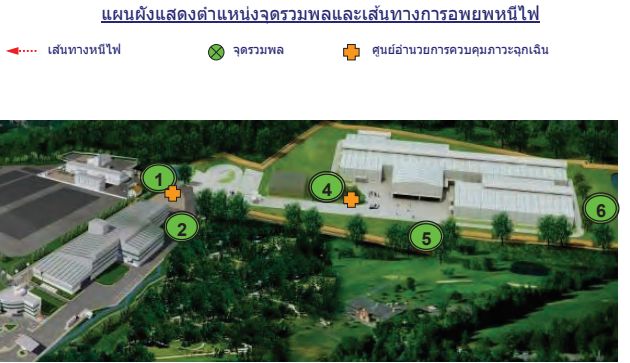 แผนผังแสดงตำแหน่งจุดรวมพลและเส้นทางการอพยพหนีไฟ
เส้นทางหนีไฟ จุดรวมพล ศูนย์อำนวยการควบคุมภาวะฉุกเฉิน
1
4
6
2
5